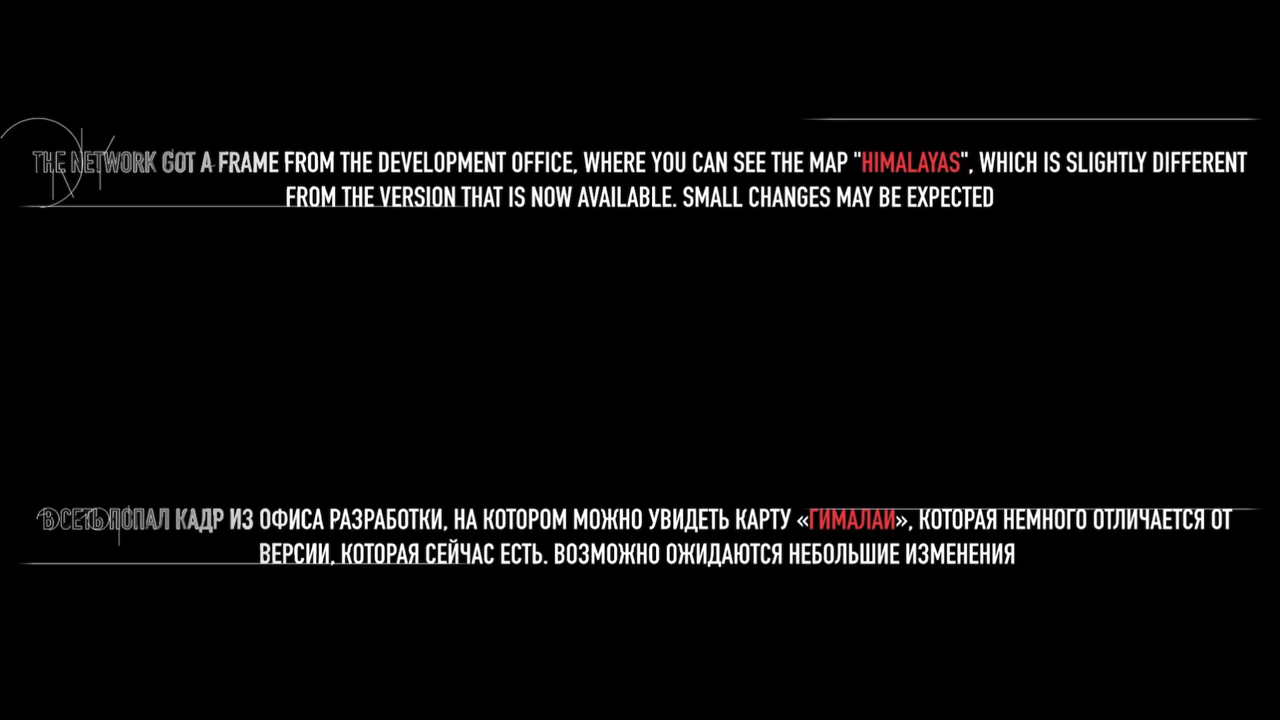 THE NETWORK GOT A FRAME FROM THE DEVELOPMENT OFFICE, WHERE YOU CAN SEE THE MAP "HIMALAYAS", WHICH IS SLIGHTLY DIFFERENT
FROM THE VERSION THAT IS NOW AVAILABLE. SMALL CHANGES MAY BE EXPECTED
В СЕТЬ ПОПАЛ КАДР ИЗ ОФИСА РАЗРАБОТКИ, НА КОТОРОМ МОЖНО УВИДЕТЬ КАРТУ «ГИМАЛАИ», КОТОРАЯ НЕМНОГО ОТЛИЧАЕТСЯ ОТ
ВЕРСИИ, КОТОРАЯ СЕЙЧАС ЕСТЬ. ВОЗМОЖНО ОЖИДАЮТСЯ НЕБОЛЬШИЕ ИЗМЕНЕНИЯ